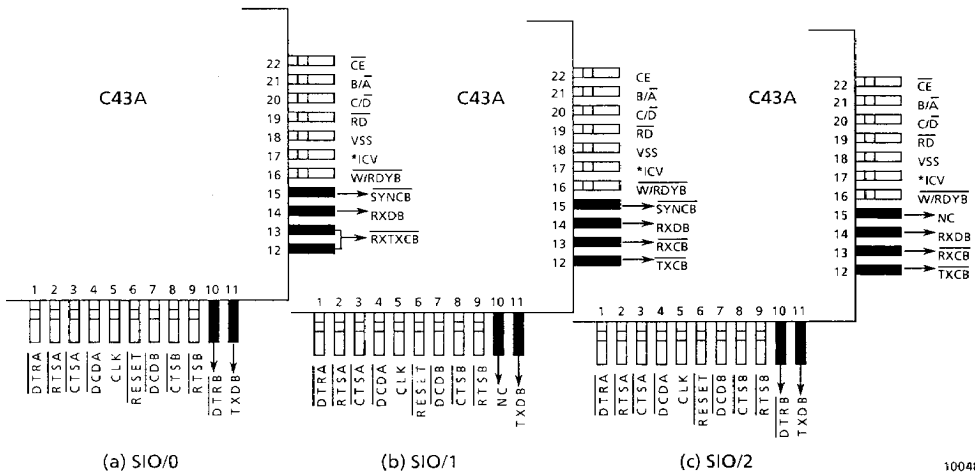 C43A
22 CE
21 B/A
20 C/D
19 RD
18 VSS
17 *ICV
16 W/RDYB
15 SYNCB
14 RXDB
13
RXTXCB
12
1 2 3 4 5 6 7 8 9 10 11
DTRA RTSA CTSA DCDA CLK RESET DCDB CTSB RTSB DTRB TXDB
(a) SIO/0
C43A
22 CE
21 B/A
20 C/D
19 RD
18 VSS
17 *ICV
16 W/RDYB
15 SYNCB
14 RXDB
13 RXCB
12 TXCB
1 2 3 4 5 6 7 8 9 10 11
DTRA RTSA CTSA DCDA CLK RESET DCDB CTSB RTSB NC TXDB
(b) SIO/1
C43A
22 CE
21 B/A
20 C/D
19 RD
18 VSS
17 *ICV
16 W/RDYB
15 NC
14 RXDB
13 RXCB
12 TXCB
1 2 3 4 5 6 7 8 9 10 11
DTRA RTSA CTSA DCDA CLK RESET DCDB CTSB RTSB DTRB TXDB
(c) SIO/2